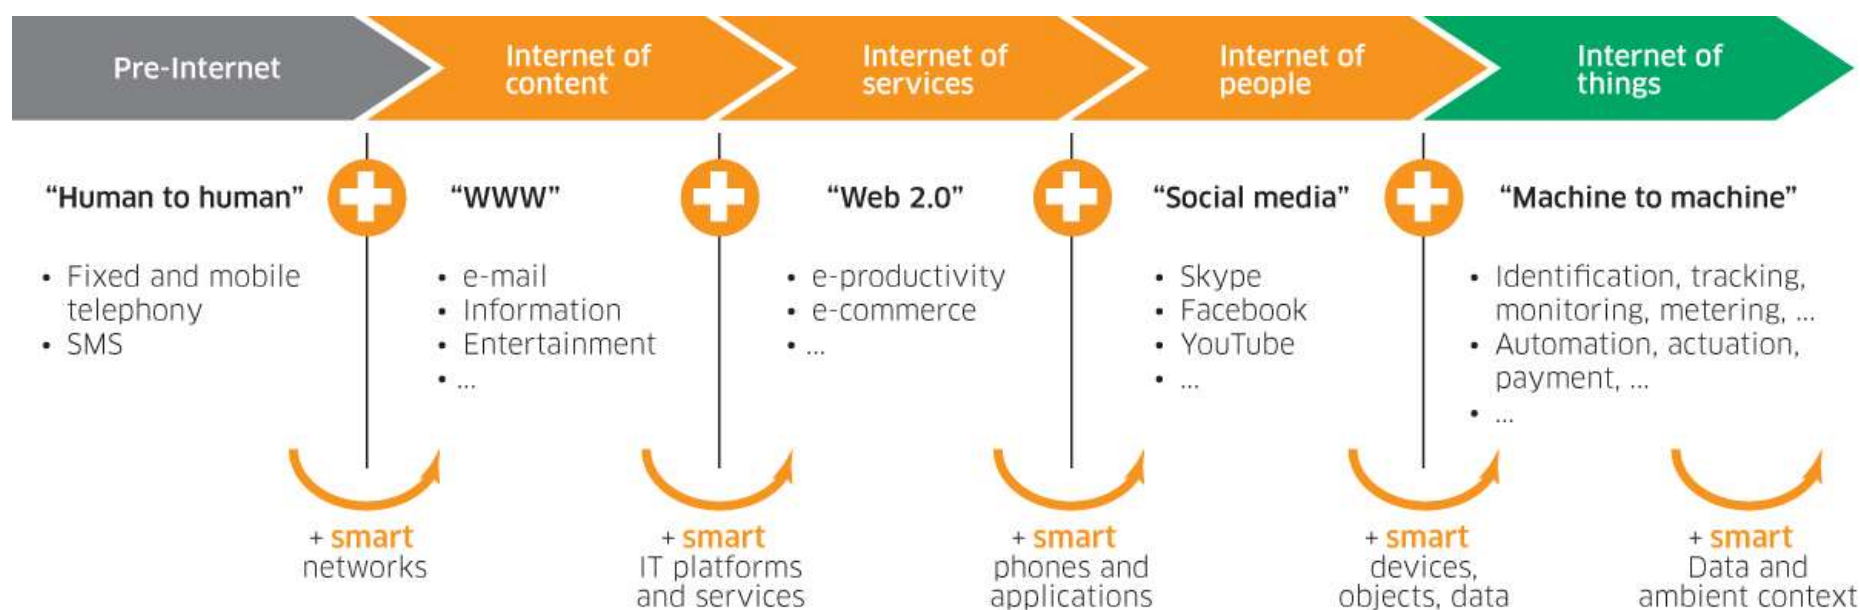 Pre-Internet
Internet of
content
Internet of
services
Internet of
people
Internet of
things
“Human to human”
“WWW”
“Web 2.0”
“Social media”
“Machine to machine”
• Fixed and mobile
telephony
• SMS
• e-mail
• Information
• Entertainment
• ...
• e-productivity
• e-commerce
• ...
• Skype
• Facebook
• YouTube
• ...
• Identification, tracking,
monitoring, metering, ...
• Automation, actuation,
payment, ...
• ...
+ smart
networks
+ smart
IT platforms
and services
+ smart
phones and
applications
+ smart
devices,
objects, data
+ smart
Data and
ambient context